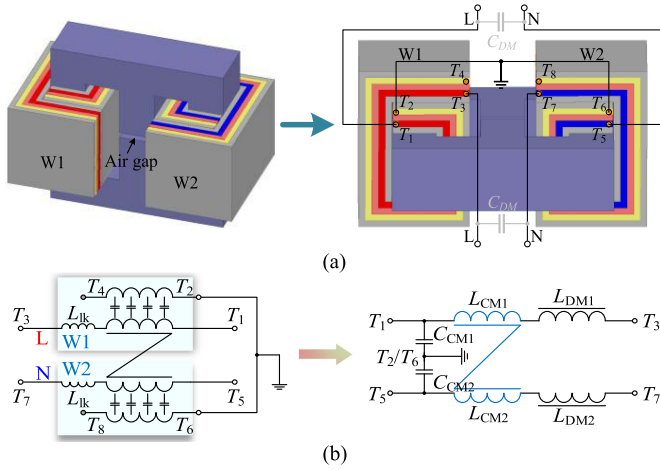 (a)
W1
W2
Air gap
L
N
C_DM
W1
W2
T_4
T_8
T_3
T_7
T_2
T_6
T_1
T_5
C_DM
L
N
(a)
T_4
T_2
T_3
L_lk
T_1
L
W1
N
W2
T_7
L_lk
T_5
T_8
T_6
L_CM1
L_DM1
T_1
T_3
C_CM1
T_2/T_6
C_CM2
T_5
T_7
L_CM2
L_DM2
(b)